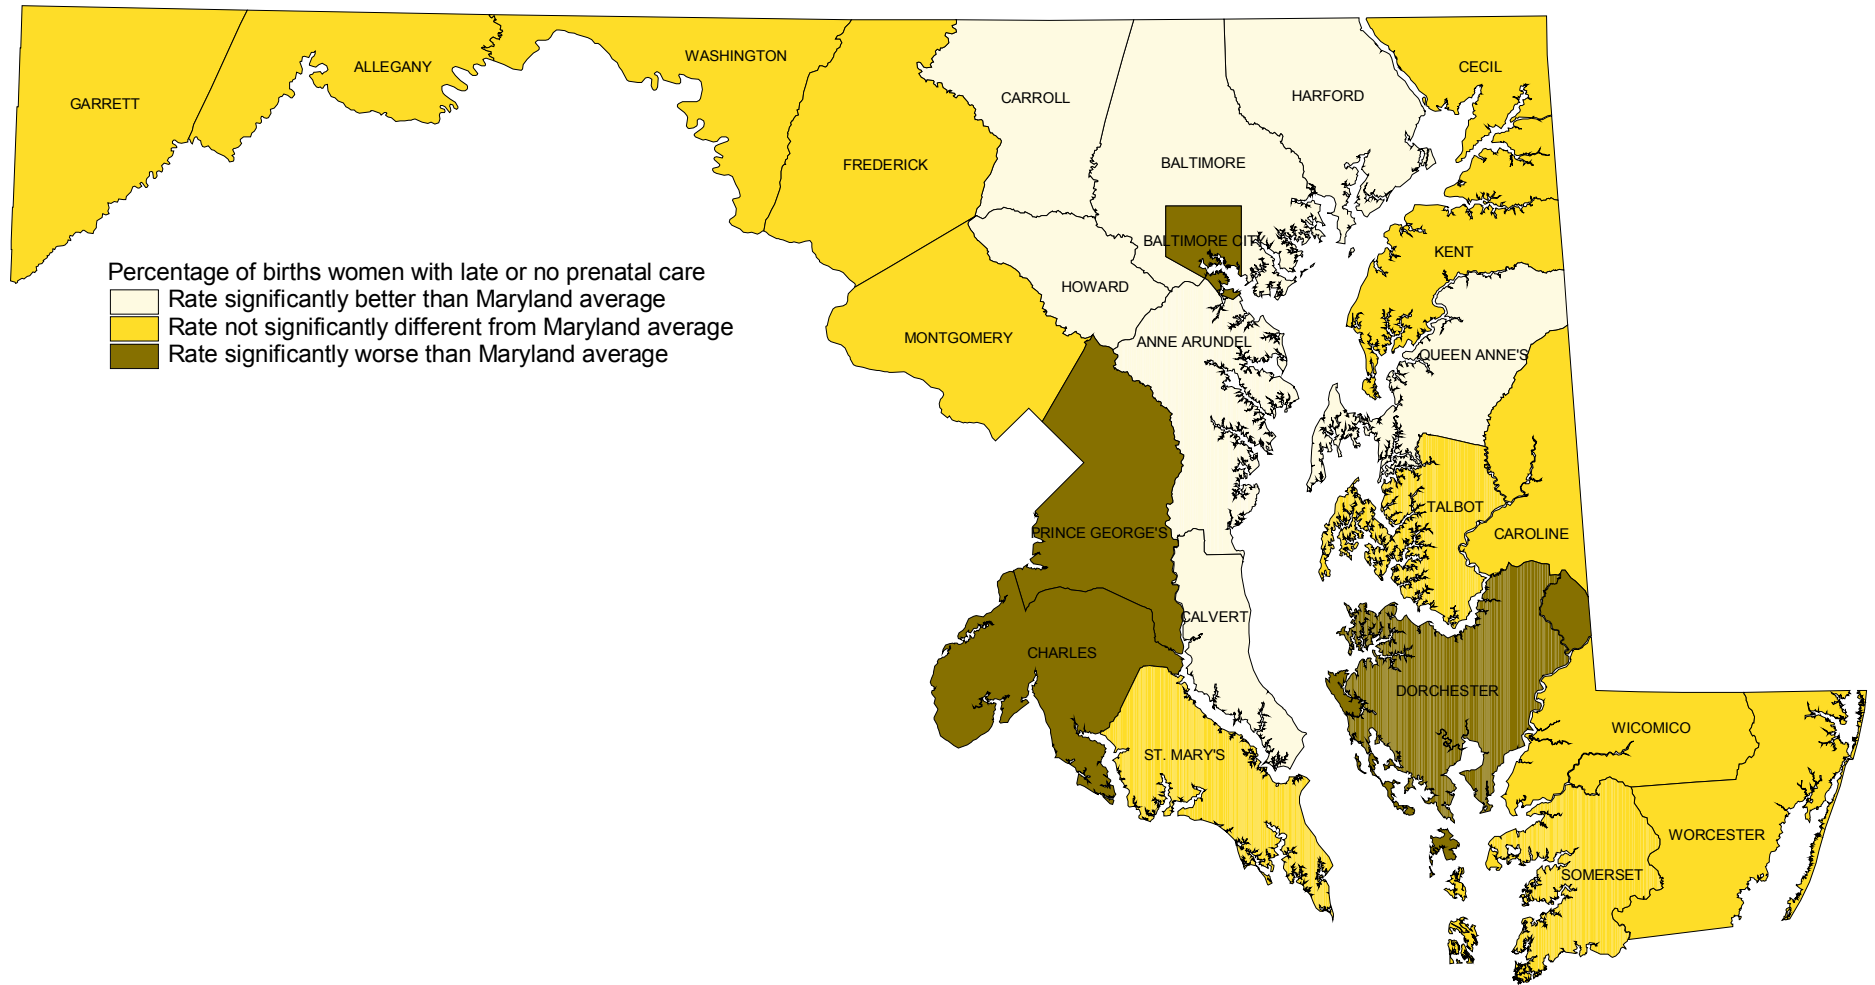 WASHINGTON
ALLEGANY
CECIL
GARRETT
CARROLL
HARFORD
FREDERICK
BALTIMORE
BALTIMORE CITY
KENT
Percentage of births women with late or no prenatal care
Rate significantly better than Maryland average
Rate not significantly different from Maryland average
Rate significantly worse than Maryland average
HOWARD
MONTGOMERY
ANNE ARUNDEL
QUEEN ANNE'S
TALBOT
PRINCE GEORGE'S
CAROLINE
CALVERT
CHARLES
DORCHESTER
WICOMICO
ST. MARY'S
WORCESTER
SOMERSET